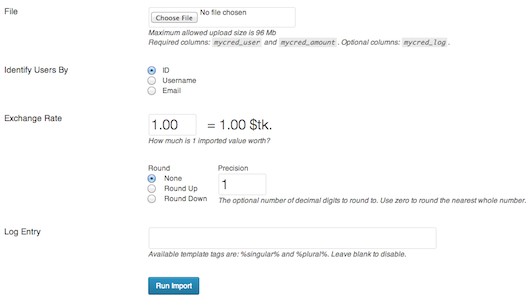 File
Choose File No file chosen
Maximum allowed upload size is 96 Mb
Required columns: mycred_user and mycred_amount . Optional columns: mycred_log .
Identify Users By
ID
Username
Email
Exchange Rate
1.00 = 1.00 $tk.
How much is 1 imported value worth?
Round Precision
None
Round Up
Round Down
1
The optional number of decimal digits to round to. Use zero to round the nearest whole number.
Log Entry
Available template tags are: %singular% and %plural%. Leave blank to disable.
Run Import